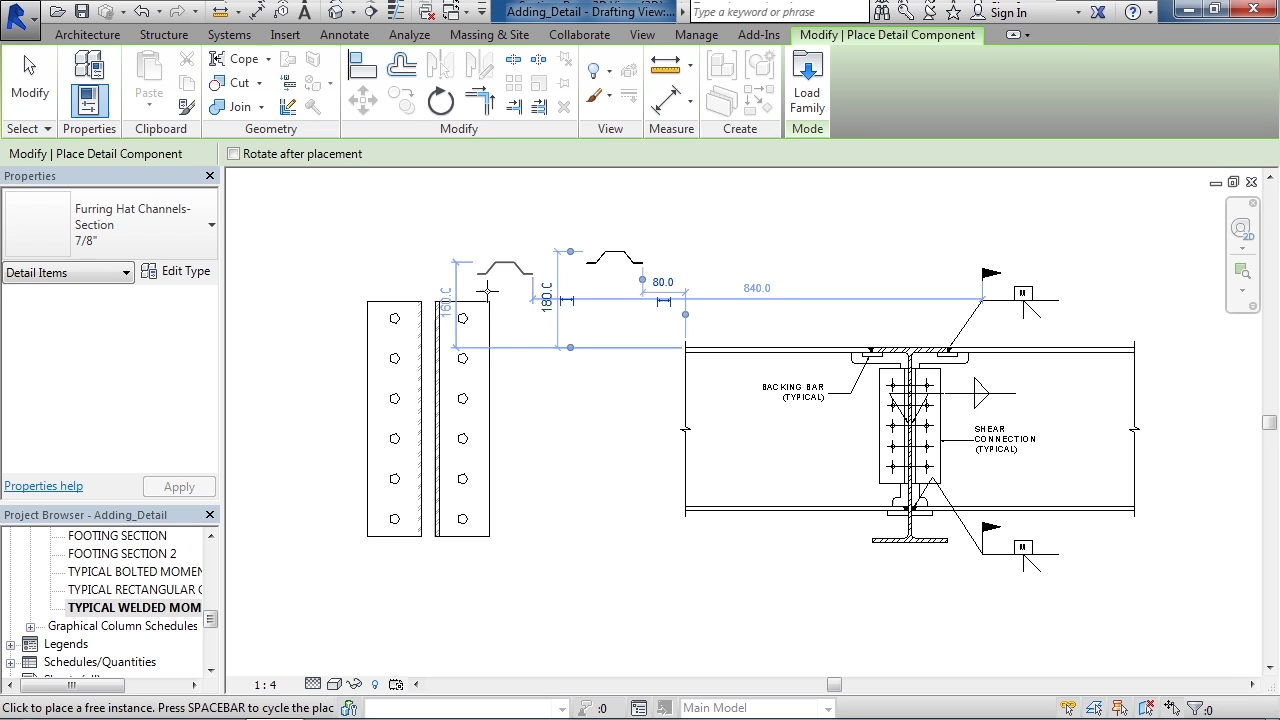 Adding_Detail - Drafting View:...
Type a keyword or phrase
Sign In
Architecture Structure Systems Insert Annotate Analyze Massing & Site Collaborate View Manage Add-Ins Modify | Place Detail Component
Modify
Paste
Cope
Cut
Join
Load
Family
Select Properties Clipboard Geometry Modify View Measure Create Mode
Modify | Place Detail Component
Rotate after placement
Properties
Furring Hat Channels-
Section
7/8"
Detail Items
Edit Type
Properties help
Apply
Project Browser - Adding_Detail
FOOTING SECTION
FOOTING SECTION 2
TYPICAL BOLTED MOMEN
TYPICAL RECTANGULAR C
TYPICAL WELDED MOM
Graphical Column Schedules
Legends
Schedules/Quantities
160.0
180.0
80.0
840.0
2D
BACKING BAR
(TYPICAL)
SHEAR
CONNECTION
(TYPICAL)
1 : 4
Click to place a free instance. Press SPACEBAR to cycle the plac
:0
Main Model
:0